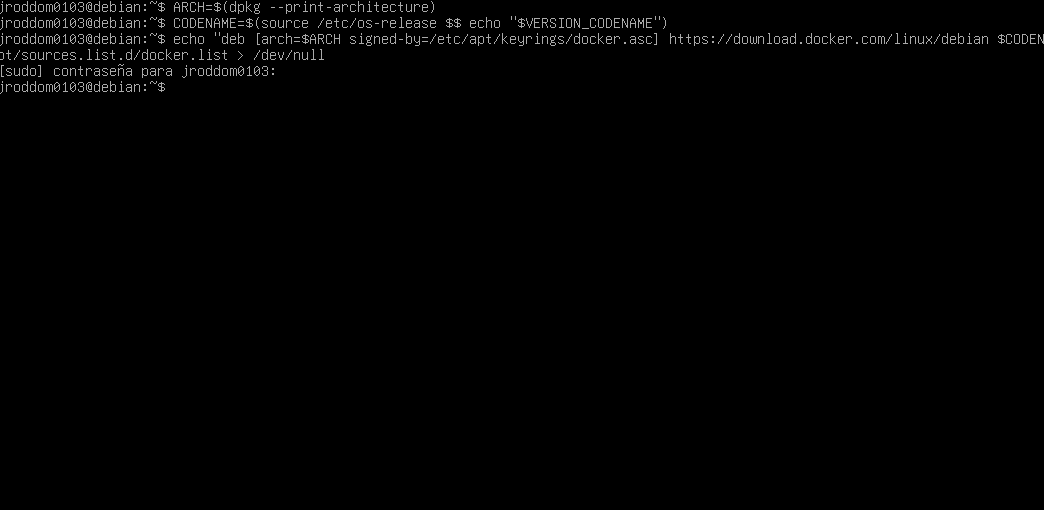 jroddom0103@debian:~$ ARCH=$(dpkg --print-architecture)
jroddom0103@debian:~$ CODENAME=$(source /etc/os-release $$ echo "$VERSION_CODENAME")
jroddom0103@debian:~$ echo "deb [arch=$ARCH signed-by=/etc/apt/keyrings/docker.asc] https://download.docker.com/linux/debian $CODEN
pt/sources.list.d/docker.list > /dev/null
[sudo] contraseña para jroddom0103:
jroddom0103@debian:~$